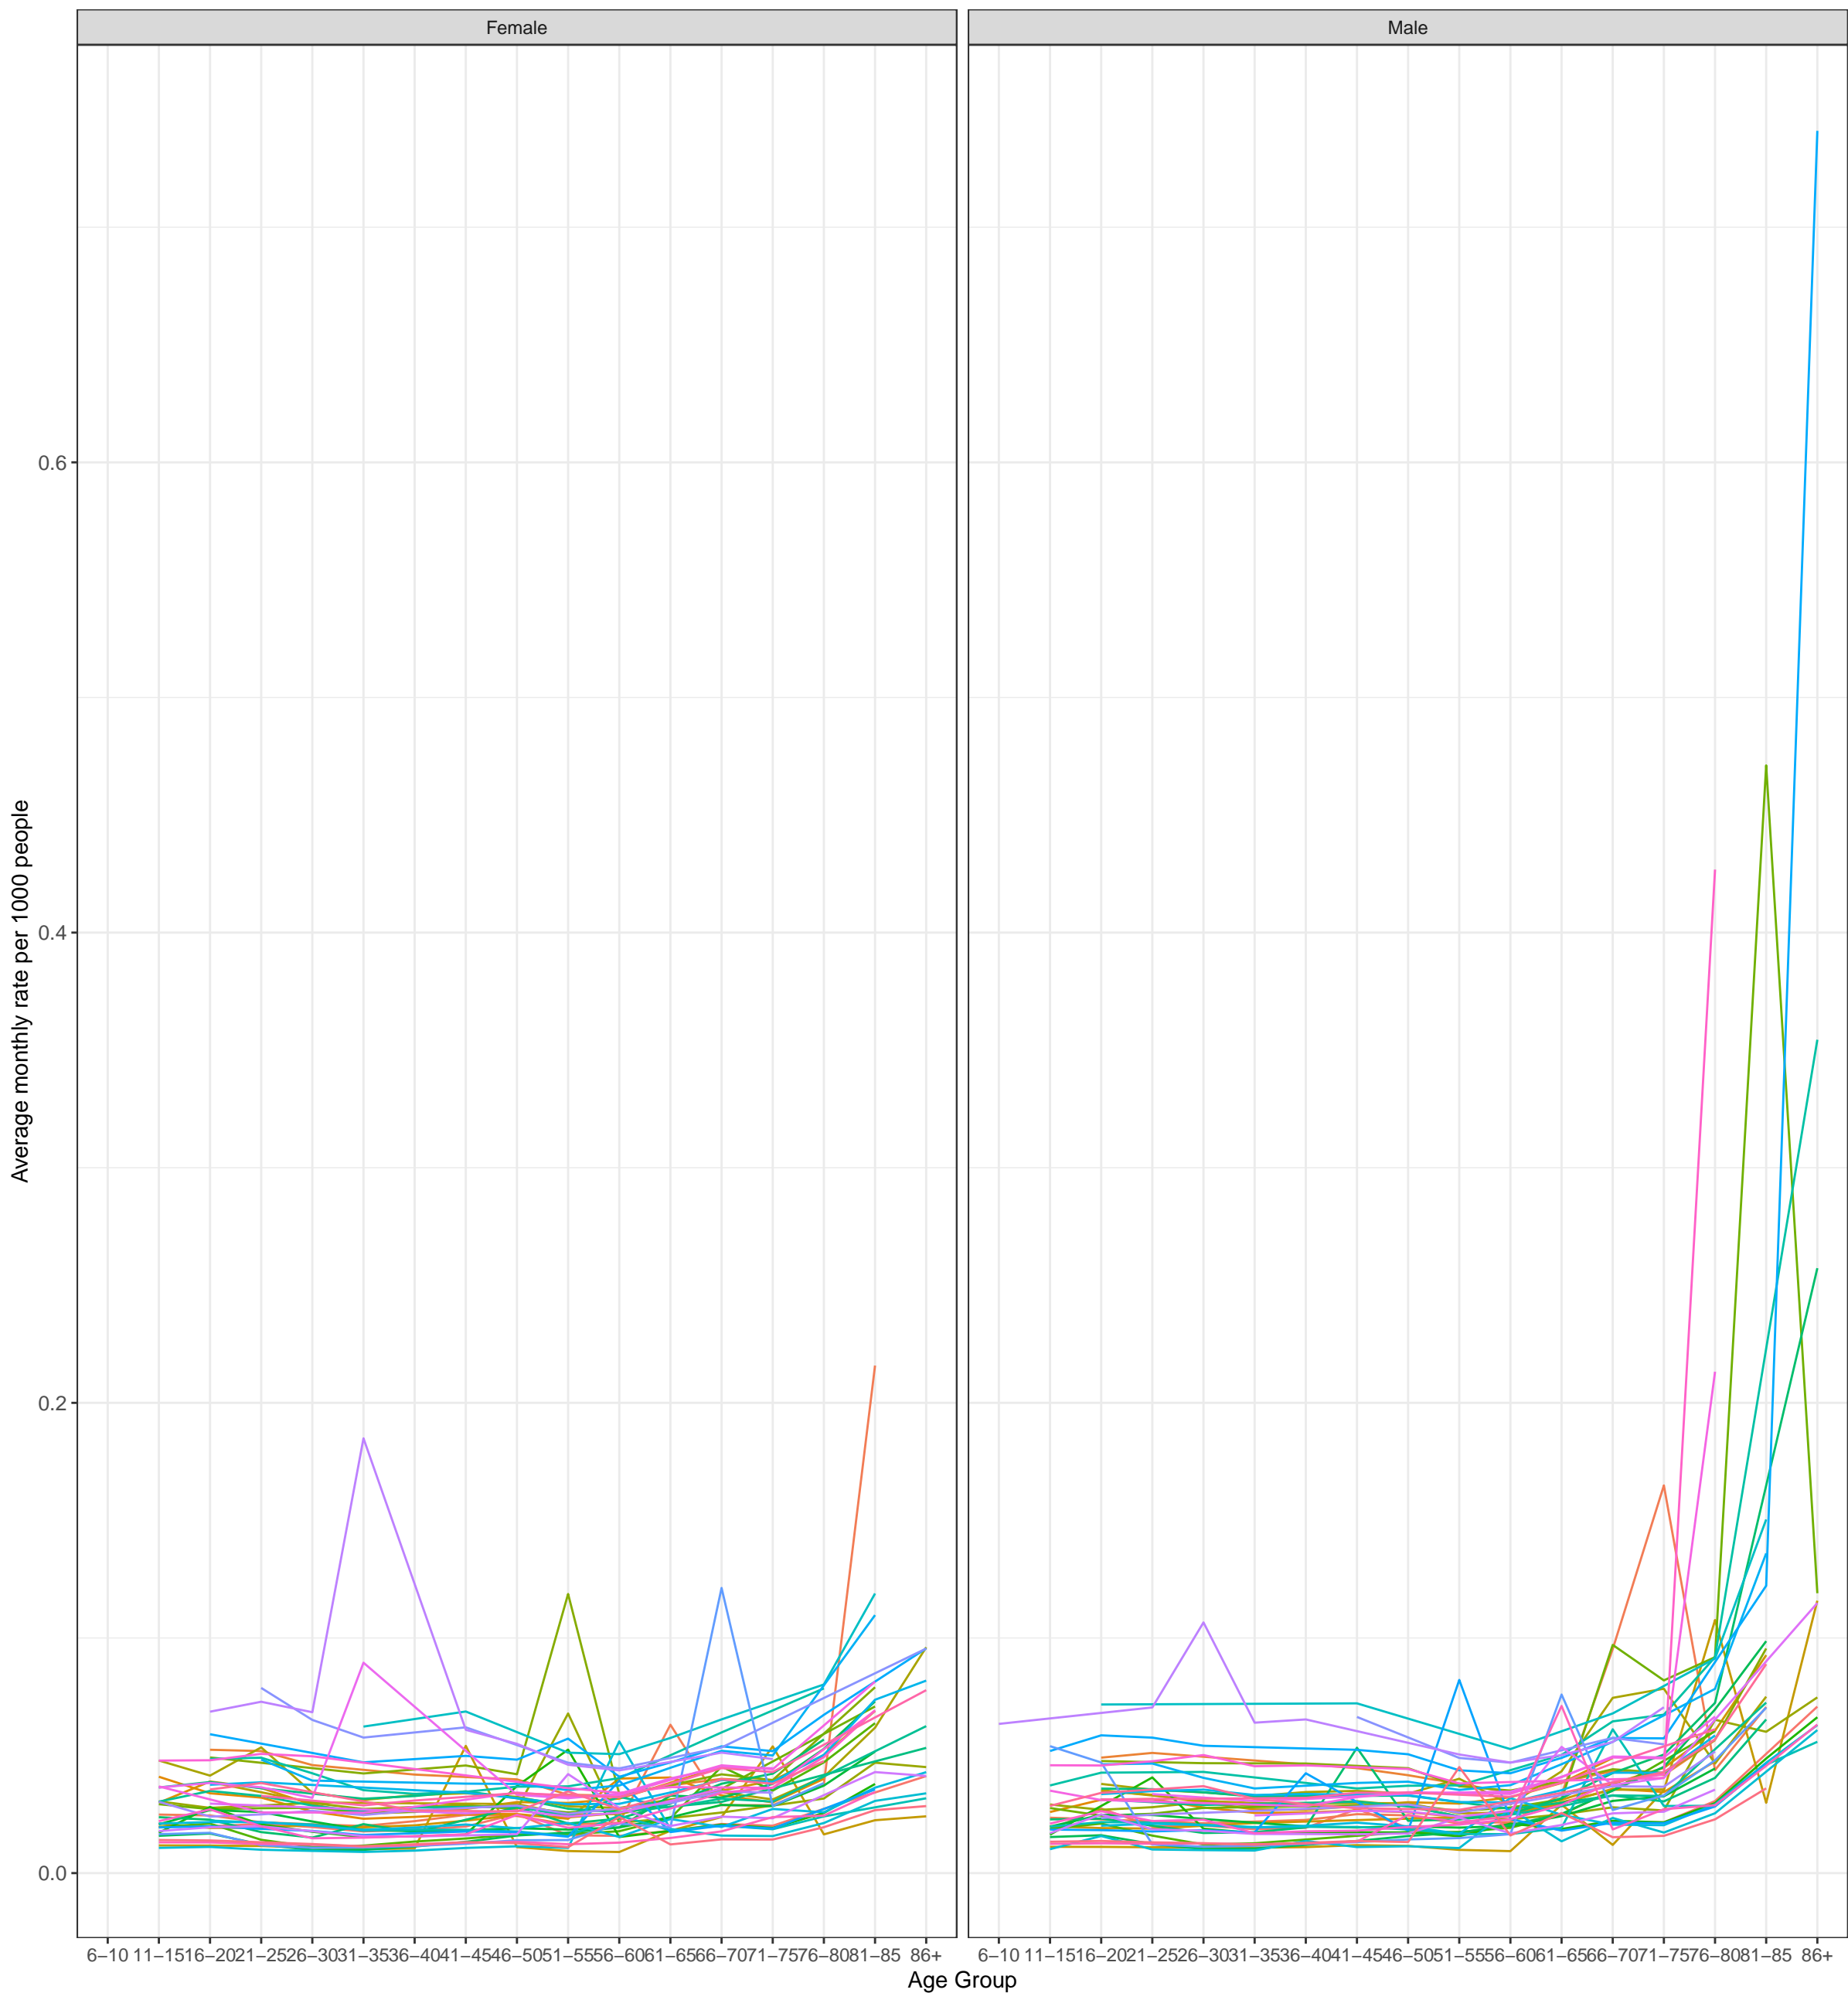 Female
Male
Average monthly rate per 1000 people
0.6
0.4
0.2
0.0
6–10 11–15 16–20 21–25 26–30 31–35 36–40 41–45 46–50 51–55 56–60 61–65 66–70 71–75 76–80 81–85 86+
6–10 11–15 16–20 21–25 26–30 31–35 36–40 41–45 46–50 51–55 56–60 61–65 66–70 71–75 76–80 81–85 86+
Age Group